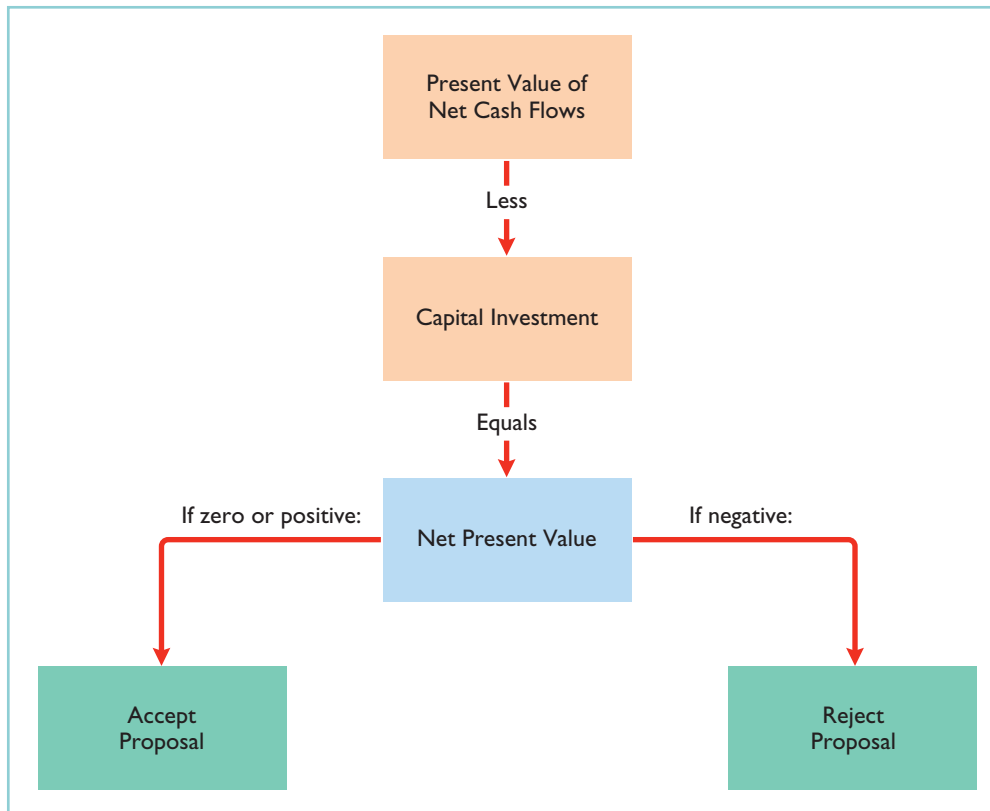 Present Value of
Net Cash Flows
Less
Capital Investment
Equals
If zero or positive:
If negative:
Net Present Value
Accept
Proposal
Reject
Proposal